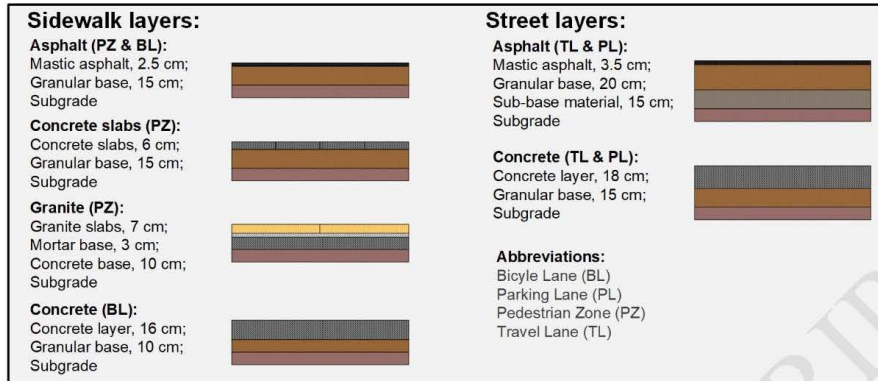 Sidewalk layers:
Asphalt (PZ & BL):
Mastic asphalt, 2.5 cm;
Granular base, 15 cm;
Subgrade
Concrete slabs (PZ):
Concrete slabs, 6 cm;
Granular base, 15 cm;
Subgrade
Granite (PZ):
Granite slabs, 7 cm;
Mortar base, 3 cm;
Concrete base, 10 cm;
Subgrade
Concrete (BL):
Concrete layer, 16 cm;
Granular base, 10 cm;
Subgrade
Street layers:
Asphalt (TL & PL):
Mastic asphalt, 3.5 cm;
Granular base, 20 cm;
Sub-base material, 15 cm;
Subgrade
Concrete (TL & PL):
Concrete layer, 18 cm;
Granular base, 15 cm;
Subgrade
Abbreviations:
Bicyle Lane (BL)
Parking Lane (PL)
Pedestrian Zone (PZ)
Travel Lane (TL)